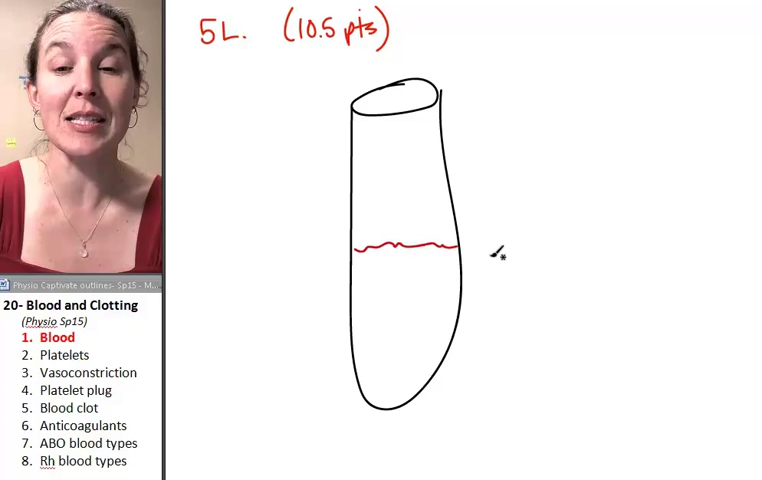 5L. (10.5 pts)
Physio Captivate outlines- Sp15 - M...
20- Blood and Clotting
(Physio Sp15)
1. Blood
2. Platelets
3. Vasoconstriction
4. Platelet plug
5. Blood clot
6. Anticoagulants
7. ABO blood types
8. Rh blood types